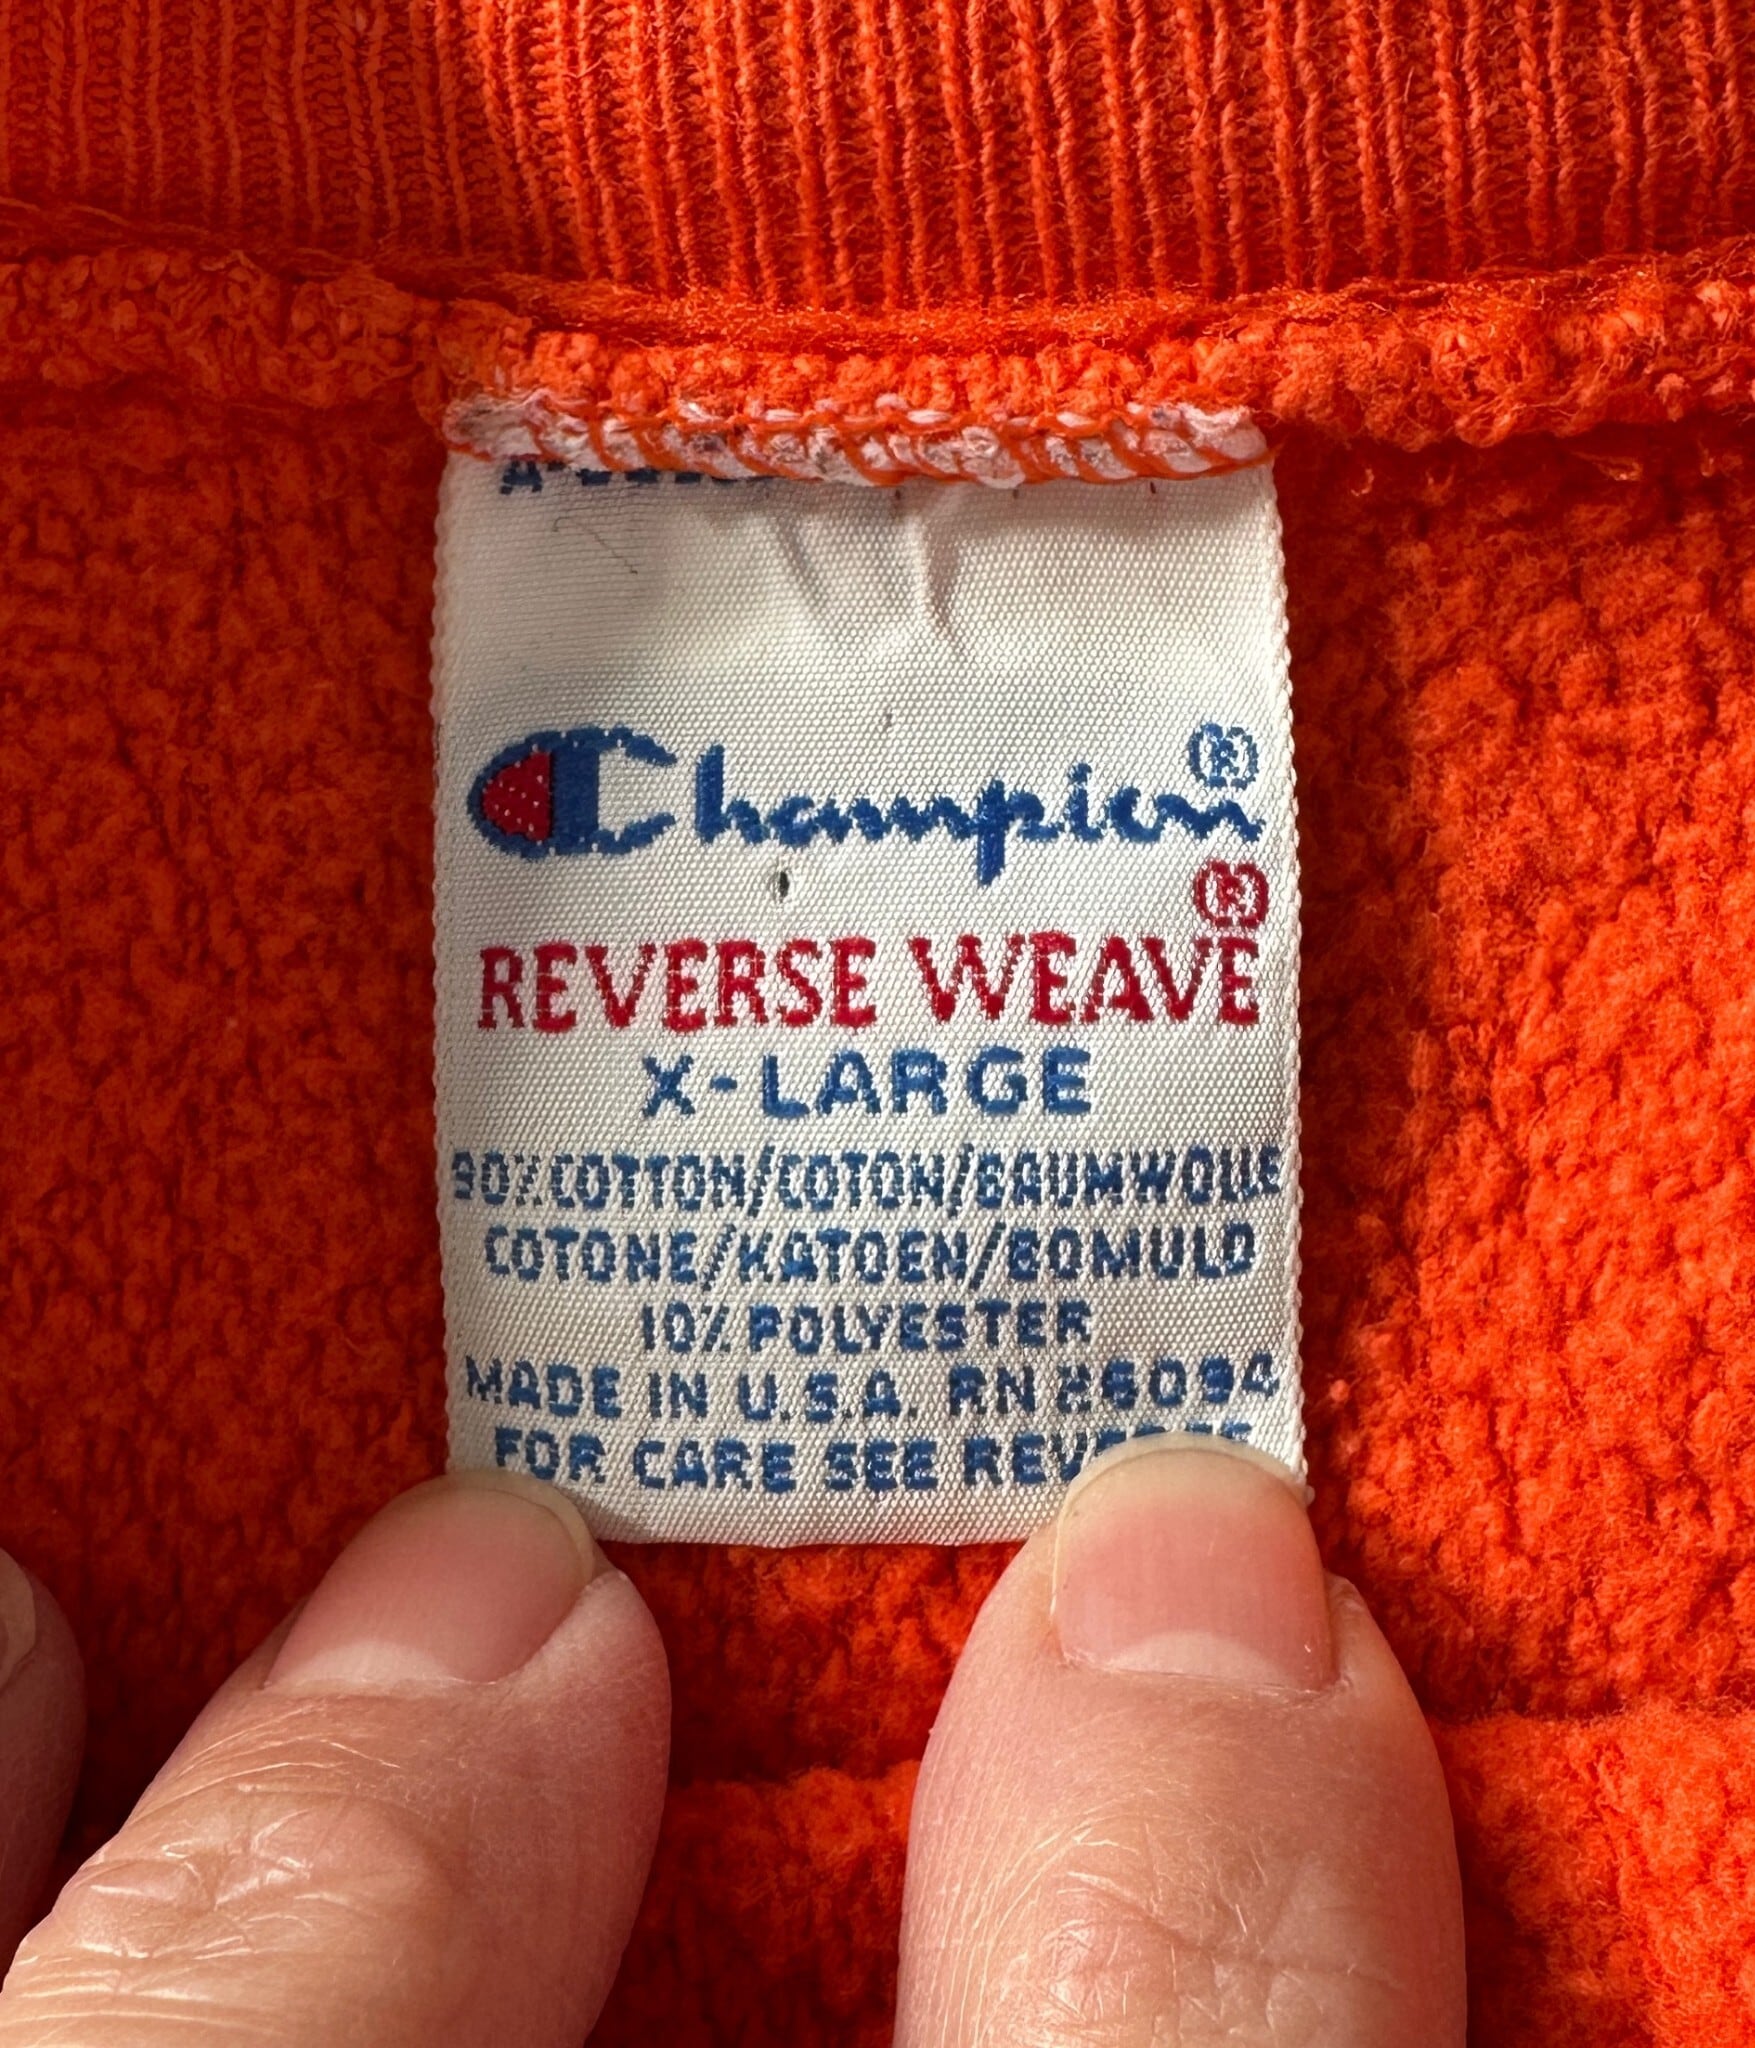 Champion®
REVERSE WEAVE®
X-LARGE
90% COTTON/COTON/BAUMWOLLE
COTONE/KATOEN/BOMULD
10% POLYESTER
MADE IN U.S.A. RN 26094
FOR CARE SEE REVERSE